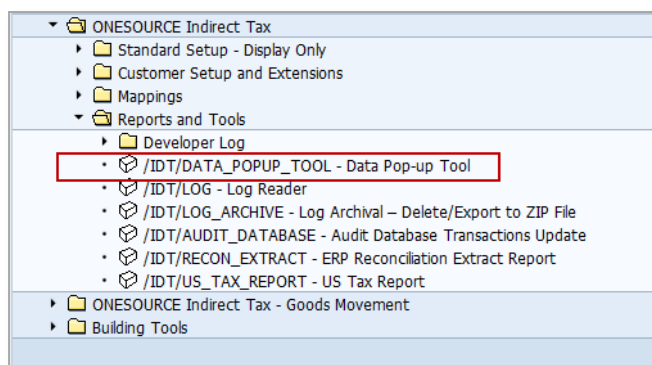 ONESOURCE Indirect Tax
Standard Setup - Display Only
Customer Setup and Extensions
Mappings
Reports and Tools
Developer Log
/IDT/DATA_POPUP_TOOL - Data Pop-up Tool
/IDT/LOG - Log Reader
/IDT/LOG_ARCHIVE - Log Archival – Delete/Export to ZIP File
/IDT/AUDIT_DATABASE - Audit Database Transactions Update
/IDT/RECON_EXTRACT - ERP Reconciliation Extract Report
/IDT/US_TAX_REPORT - US Tax Report
ONESOURCE Indirect Tax - Goods Movement
Building Tools